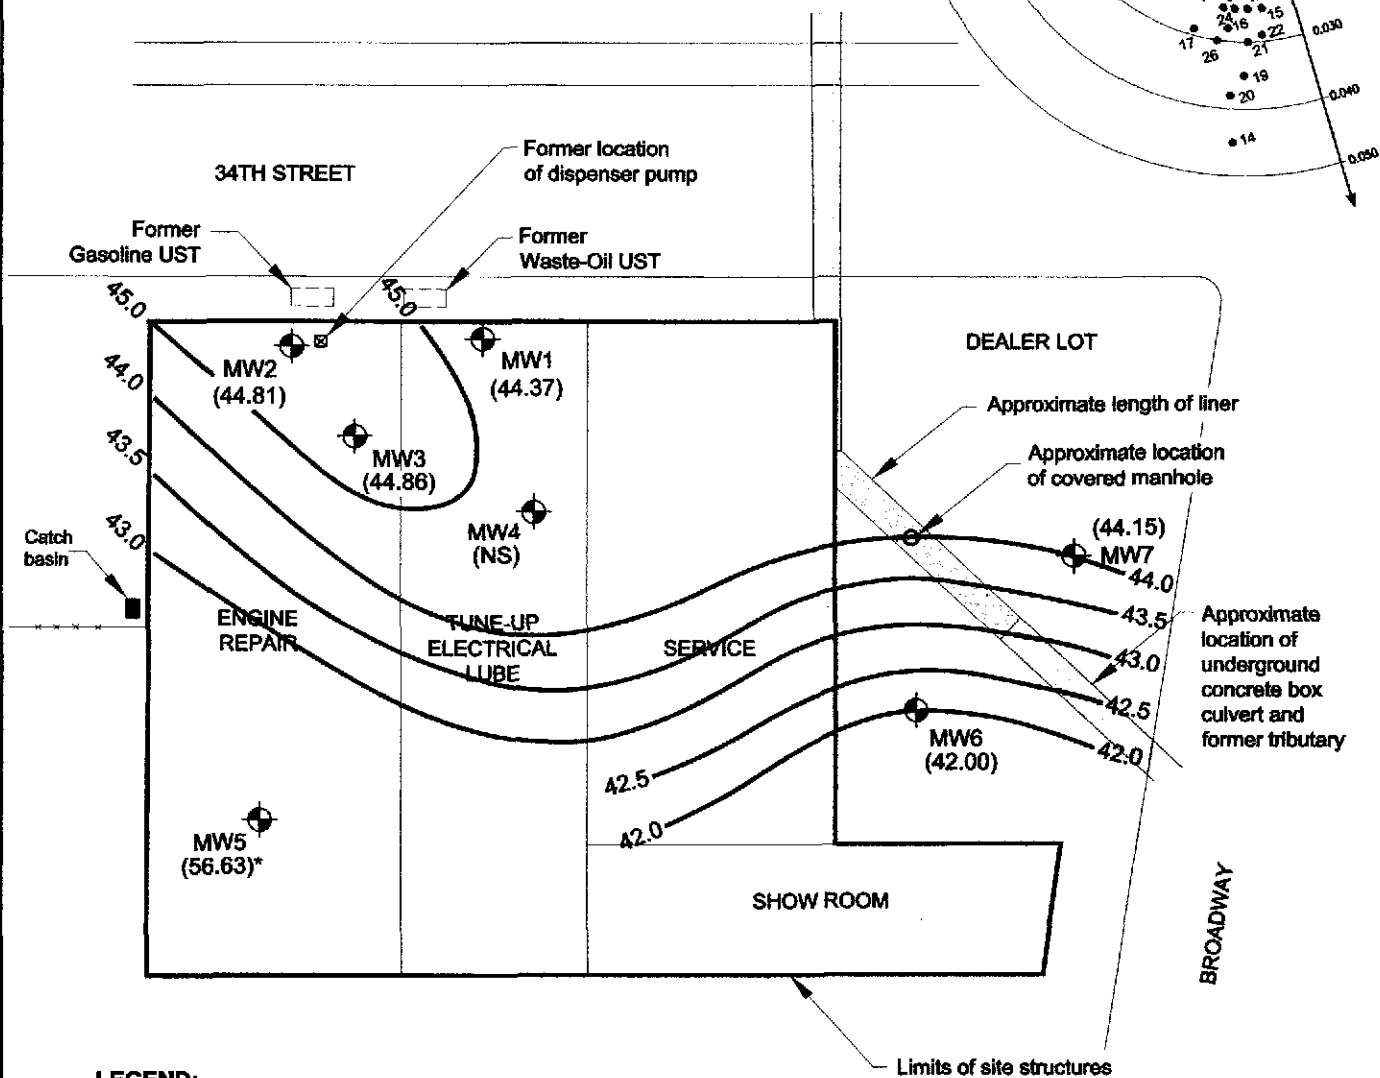 15
24
16
22
17
21
26
0.030
19
20
0.040
14
0.050
34TH STREET
Former location
of dispenser pump
Former
Gasoline UST
Former
Waste-Oil UST
45.0
45.0
DEALER LOT
MW2
(44.81)
MW1
(44.37)
44.0
Approximate length of liner
43.5
MW3
(44.86)
Approximate location
of covered manhole
43.0
Catch
basin
MW4
(NS)
(44.15)
MW7
44.0
43.5
43.0
42.5
42.0
Approximate
location of
underground
concrete box
culvert and
former tributary
ENGINE
REPAIR
TUNE-UP
ELECTRICAL
LUBE
SERVICE
MW6
(42.00)
42.5
42.0
MW5
(56.63)*
SHOW ROOM
BROADWAY
Limits of site structures
LEGEND: